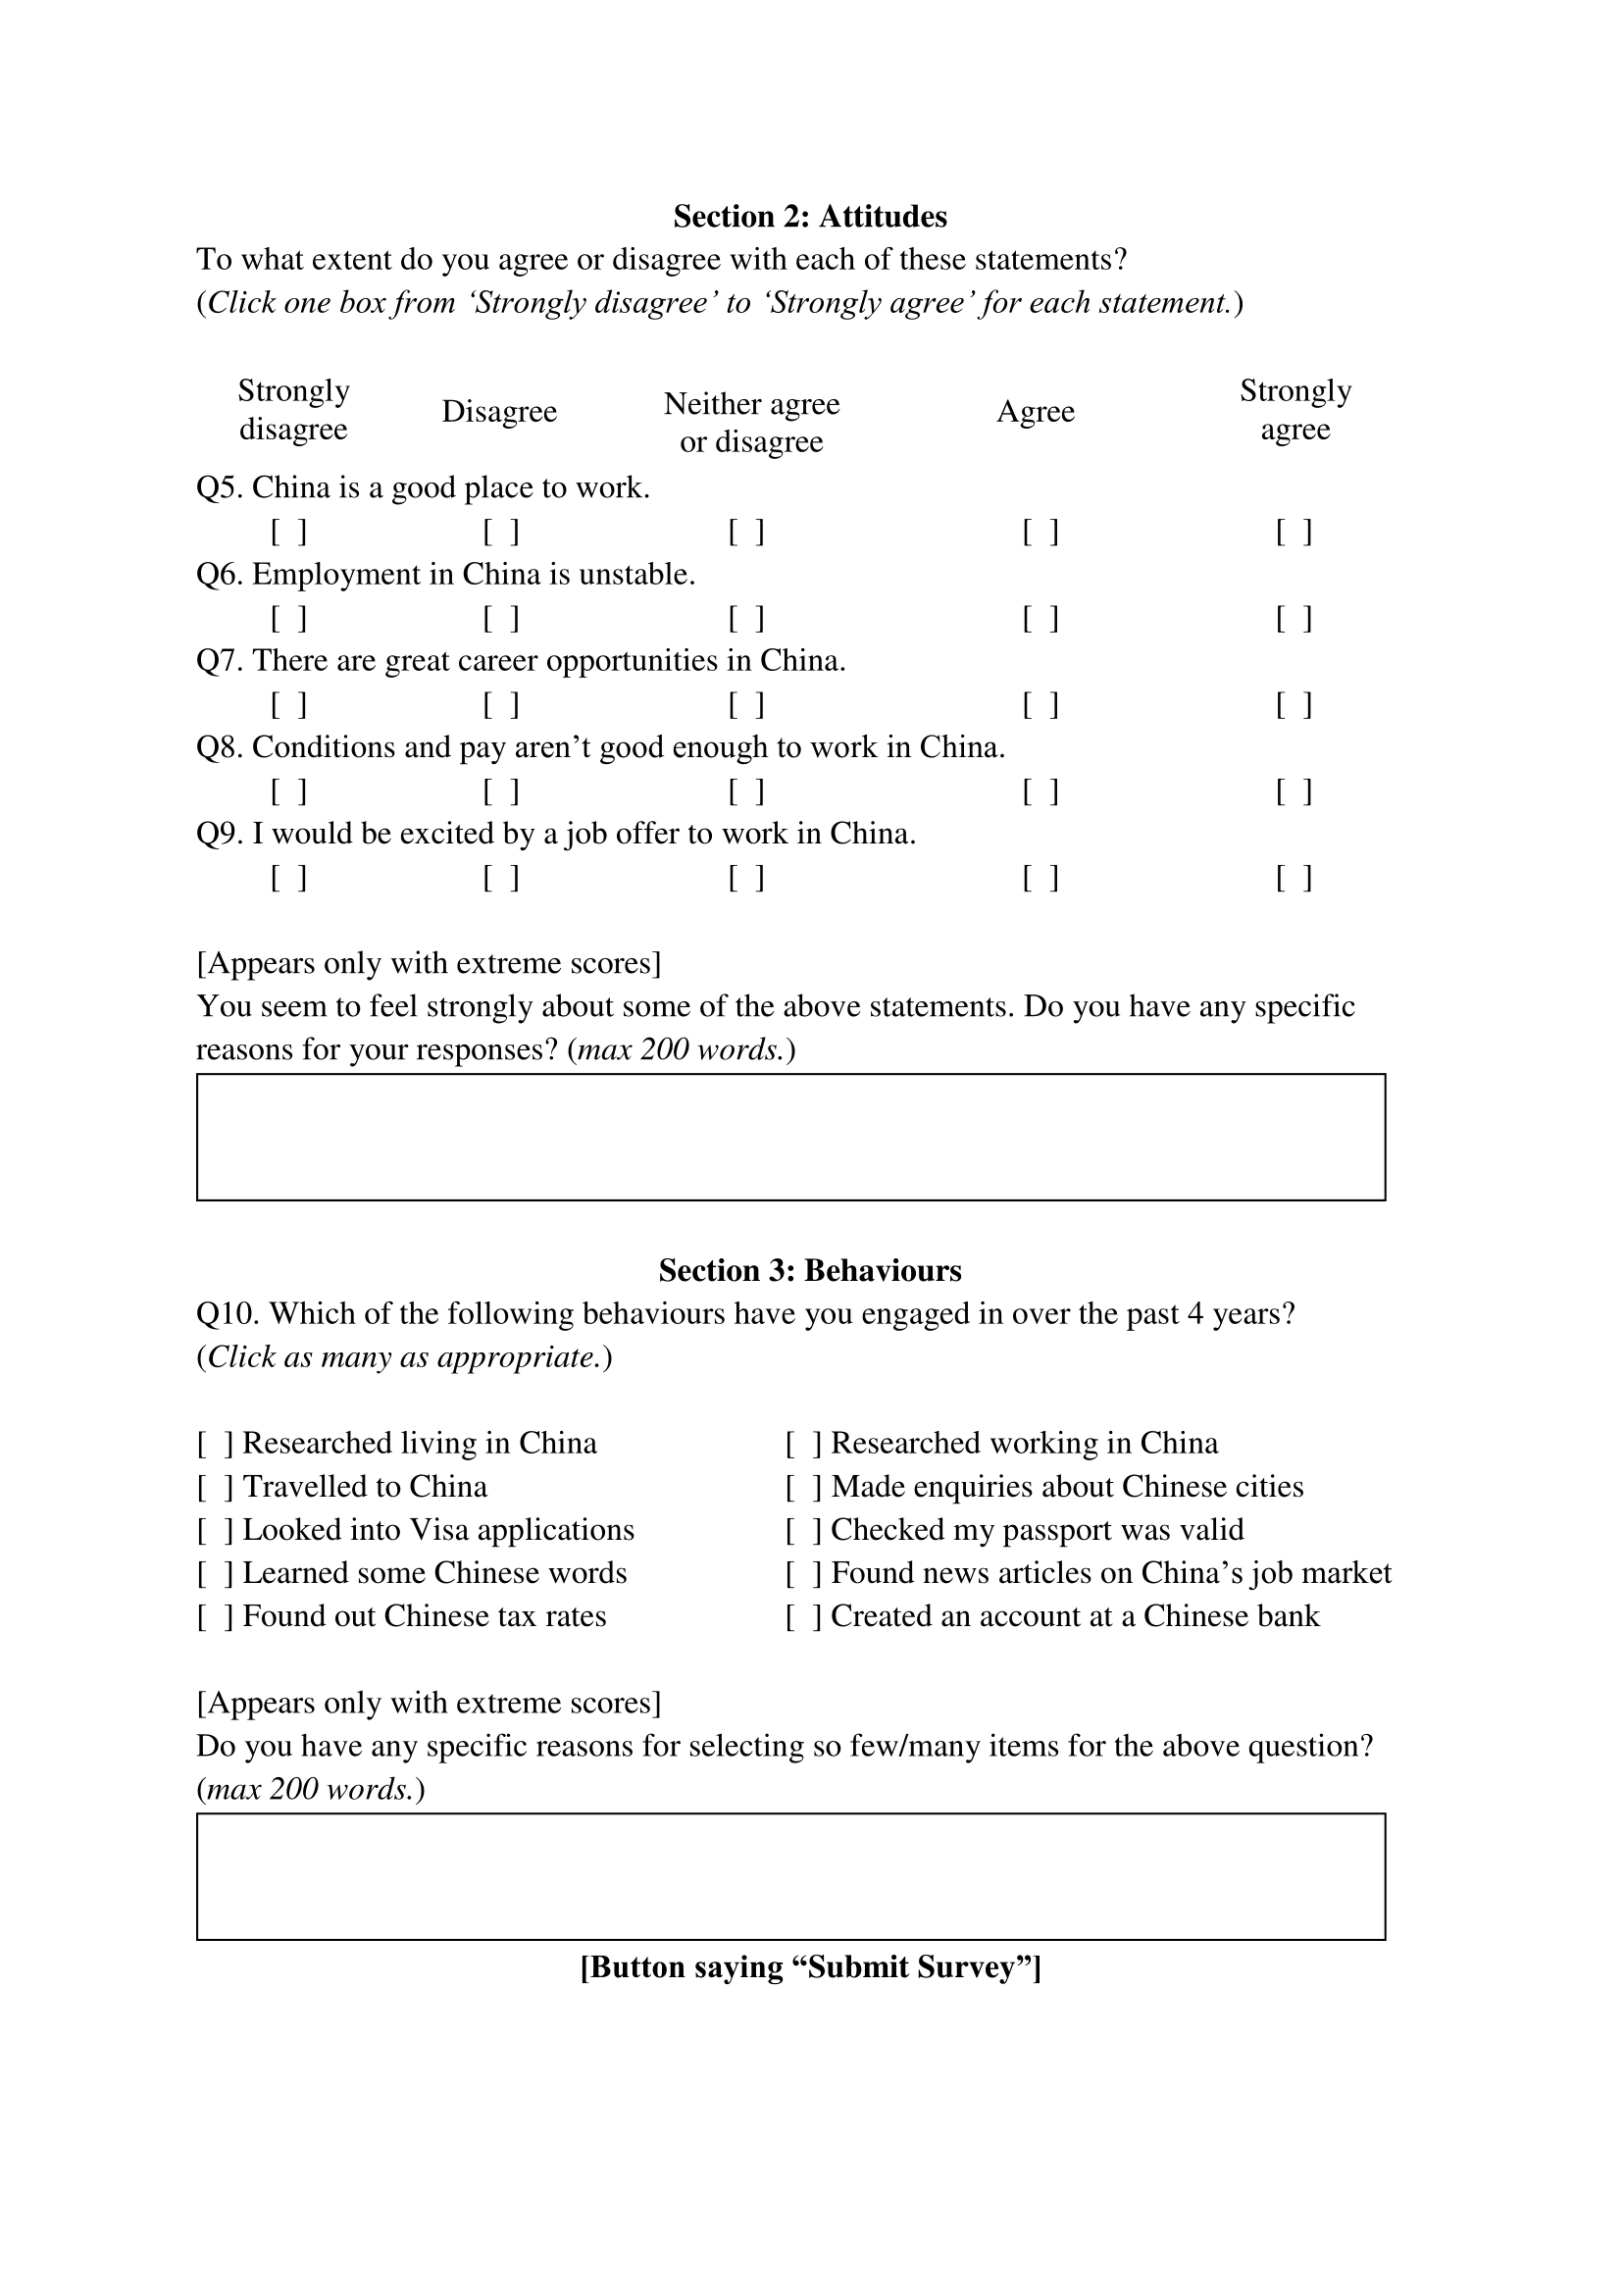 Section 2: Attitudes
To what extent do you agree or disagree with each of these statements?
(Click one box from ‘Strongly disagree’ to ‘Strongly agree’ for each statement.)
Strongly disagree Disagree Neither agree or disagree Agree Strongly agree
Q5. China is a good place to work.
[ ] [ ] [ ] [ ] [ ]
Q6. Employment in China is unstable.
[ ] [ ] [ ] [ ] [ ]
Q7. There are great career opportunities in China.
[ ] [ ] [ ] [ ] [ ]
Q8. Conditions and pay aren’t good enough to work in China.
[ ] [ ] [ ] [ ] [ ]
Q9. I would be excited by a job offer to work in China.
[ ] [ ] [ ] [ ] [ ]
[Appears only with extreme scores]
You seem to feel strongly about some of the above statements. Do you have any specific
reasons for your responses? (max 200 words.)
Section 3: Behaviours
Q10. Which of the following behaviours have you engaged in over the past 4 years?
(Click as many as appropriate.)
[ ] Researched living in China [ ] Researched working in China
[ ] Travelled to China [ ] Made enquiries about Chinese cities
[ ] Looked into Visa applications [ ] Checked my passport was valid
[ ] Learned some Chinese words [ ] Found news articles on China’s job market
[ ] Found out Chinese tax rates [ ] Created an account at a Chinese bank
[Appears only with extreme scores]
Do you have any specific reasons for selecting so few/many items for the above question?
(max 200 words.)
[Button saying “Submit Survey”]